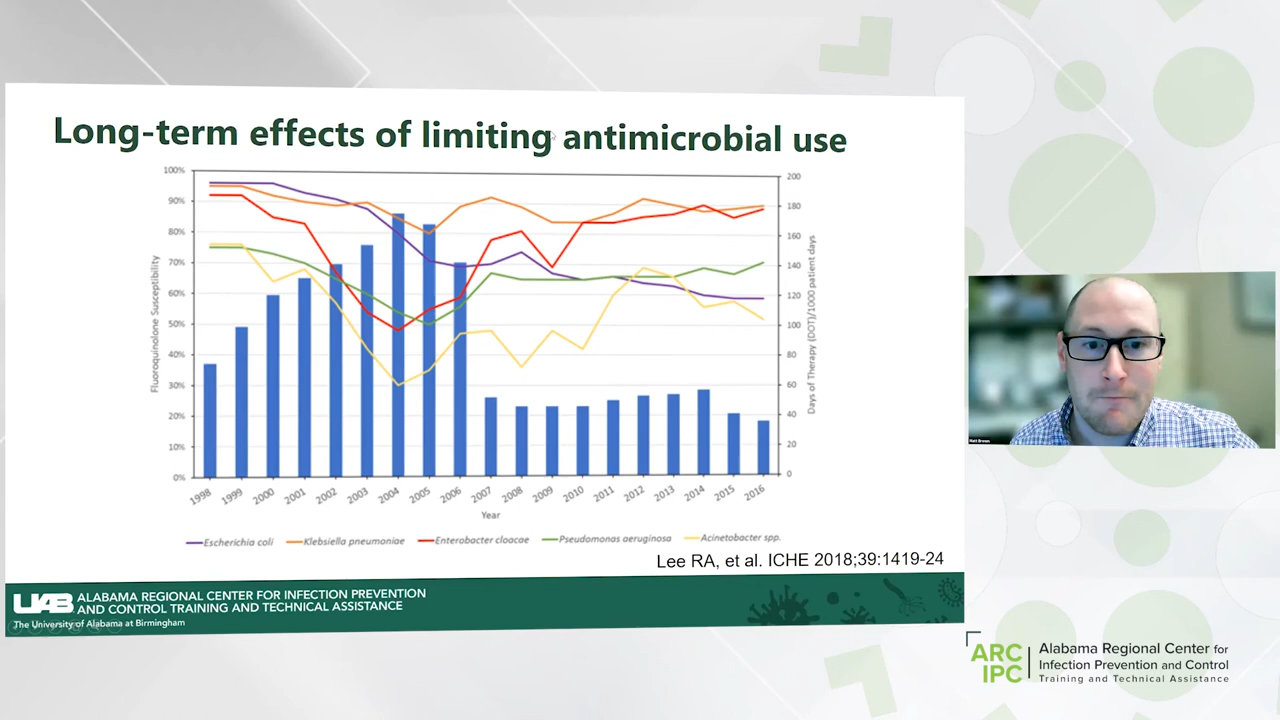 Long-term effects of limiting antimicrobial use
100%
90%
80%
70%
60%
50%
40%
30%
20%
10%
0%
Fluoroquinolone Susceptibility
200
180
160
140
120
100
80
60
40
20
0
Days of Therapy (DOT)/1000 patient days
1998 1999 2000 2001 2002 2003 2004 2005 2006 2007 2008 2009 2010 2011 2012 2013 2014 2015 2016
Year
Escherichia coli Klebsiella pneumoniae Enterobacter cloacae Pseudomonas aeruginosa Acinetobacter spp.
Lee RA, et al. ICHE 2018;39:1419-24
UAB
ALABAMA REGIONAL CENTER FOR INFECTION PREVENTION
AND CONTROL TRAINING AND TECHNICAL ASSISTANCE
The University of Alabama at Birmingham
Matt Brown
ARC
IPC
Alabama Regional Center for
Infection Prevention and Control
Training and Technical Assistance